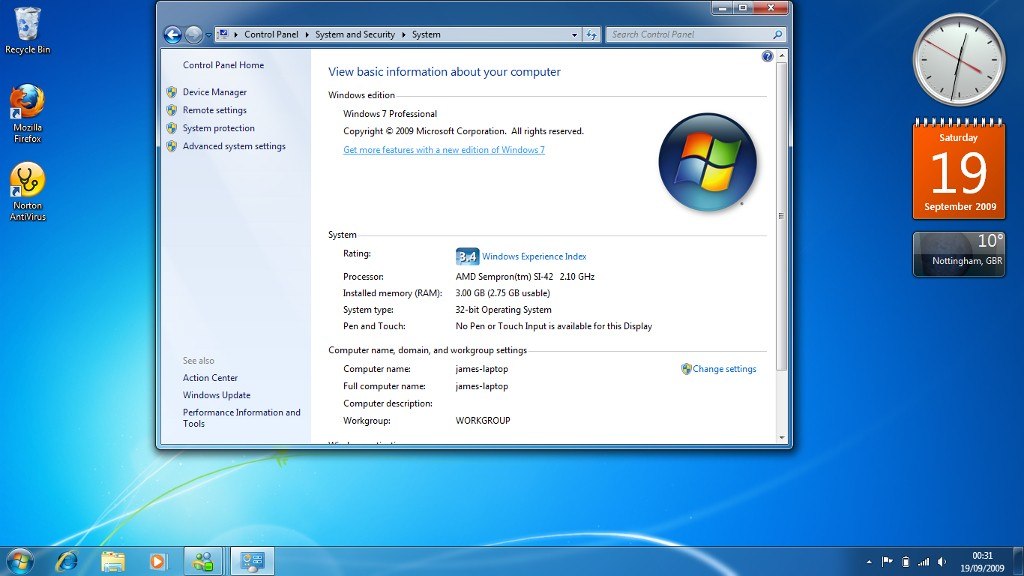 Recycle Bin
Mozilla
Firefox
Norton
AntiVirus
Control Panel
System and Security
System
Search Control Panel
Control Panel Home
Device Manager
Remote settings
System protection
Advanced system settings
See also
Action Center
Windows Update
Performance Information and
Tools
View basic information about your computer
Windows edition
Windows 7 Professional
Copyright © 2009 Microsoft Corporation. All rights reserved.
Get more features with a new edition of Windows 7
System
Rating:
3.4 Windows Experience Index
Processor: AMD Sempron(tm) SI-42 2.10 GHz
Installed memory (RAM): 3.00 GB (2.75 GB usable)
System type: 32-bit Operating System
Pen and Touch: No Pen or Touch Input is available for this Display
Computer name, domain, and workgroup settings
Computer name: james-laptop
Change settings
Full computer name: james-laptop
Computer description:
Workgroup: WORKGROUP
Saturday
19
September 2009
10°
Nottingham, GBR
00:31
19/09/2009